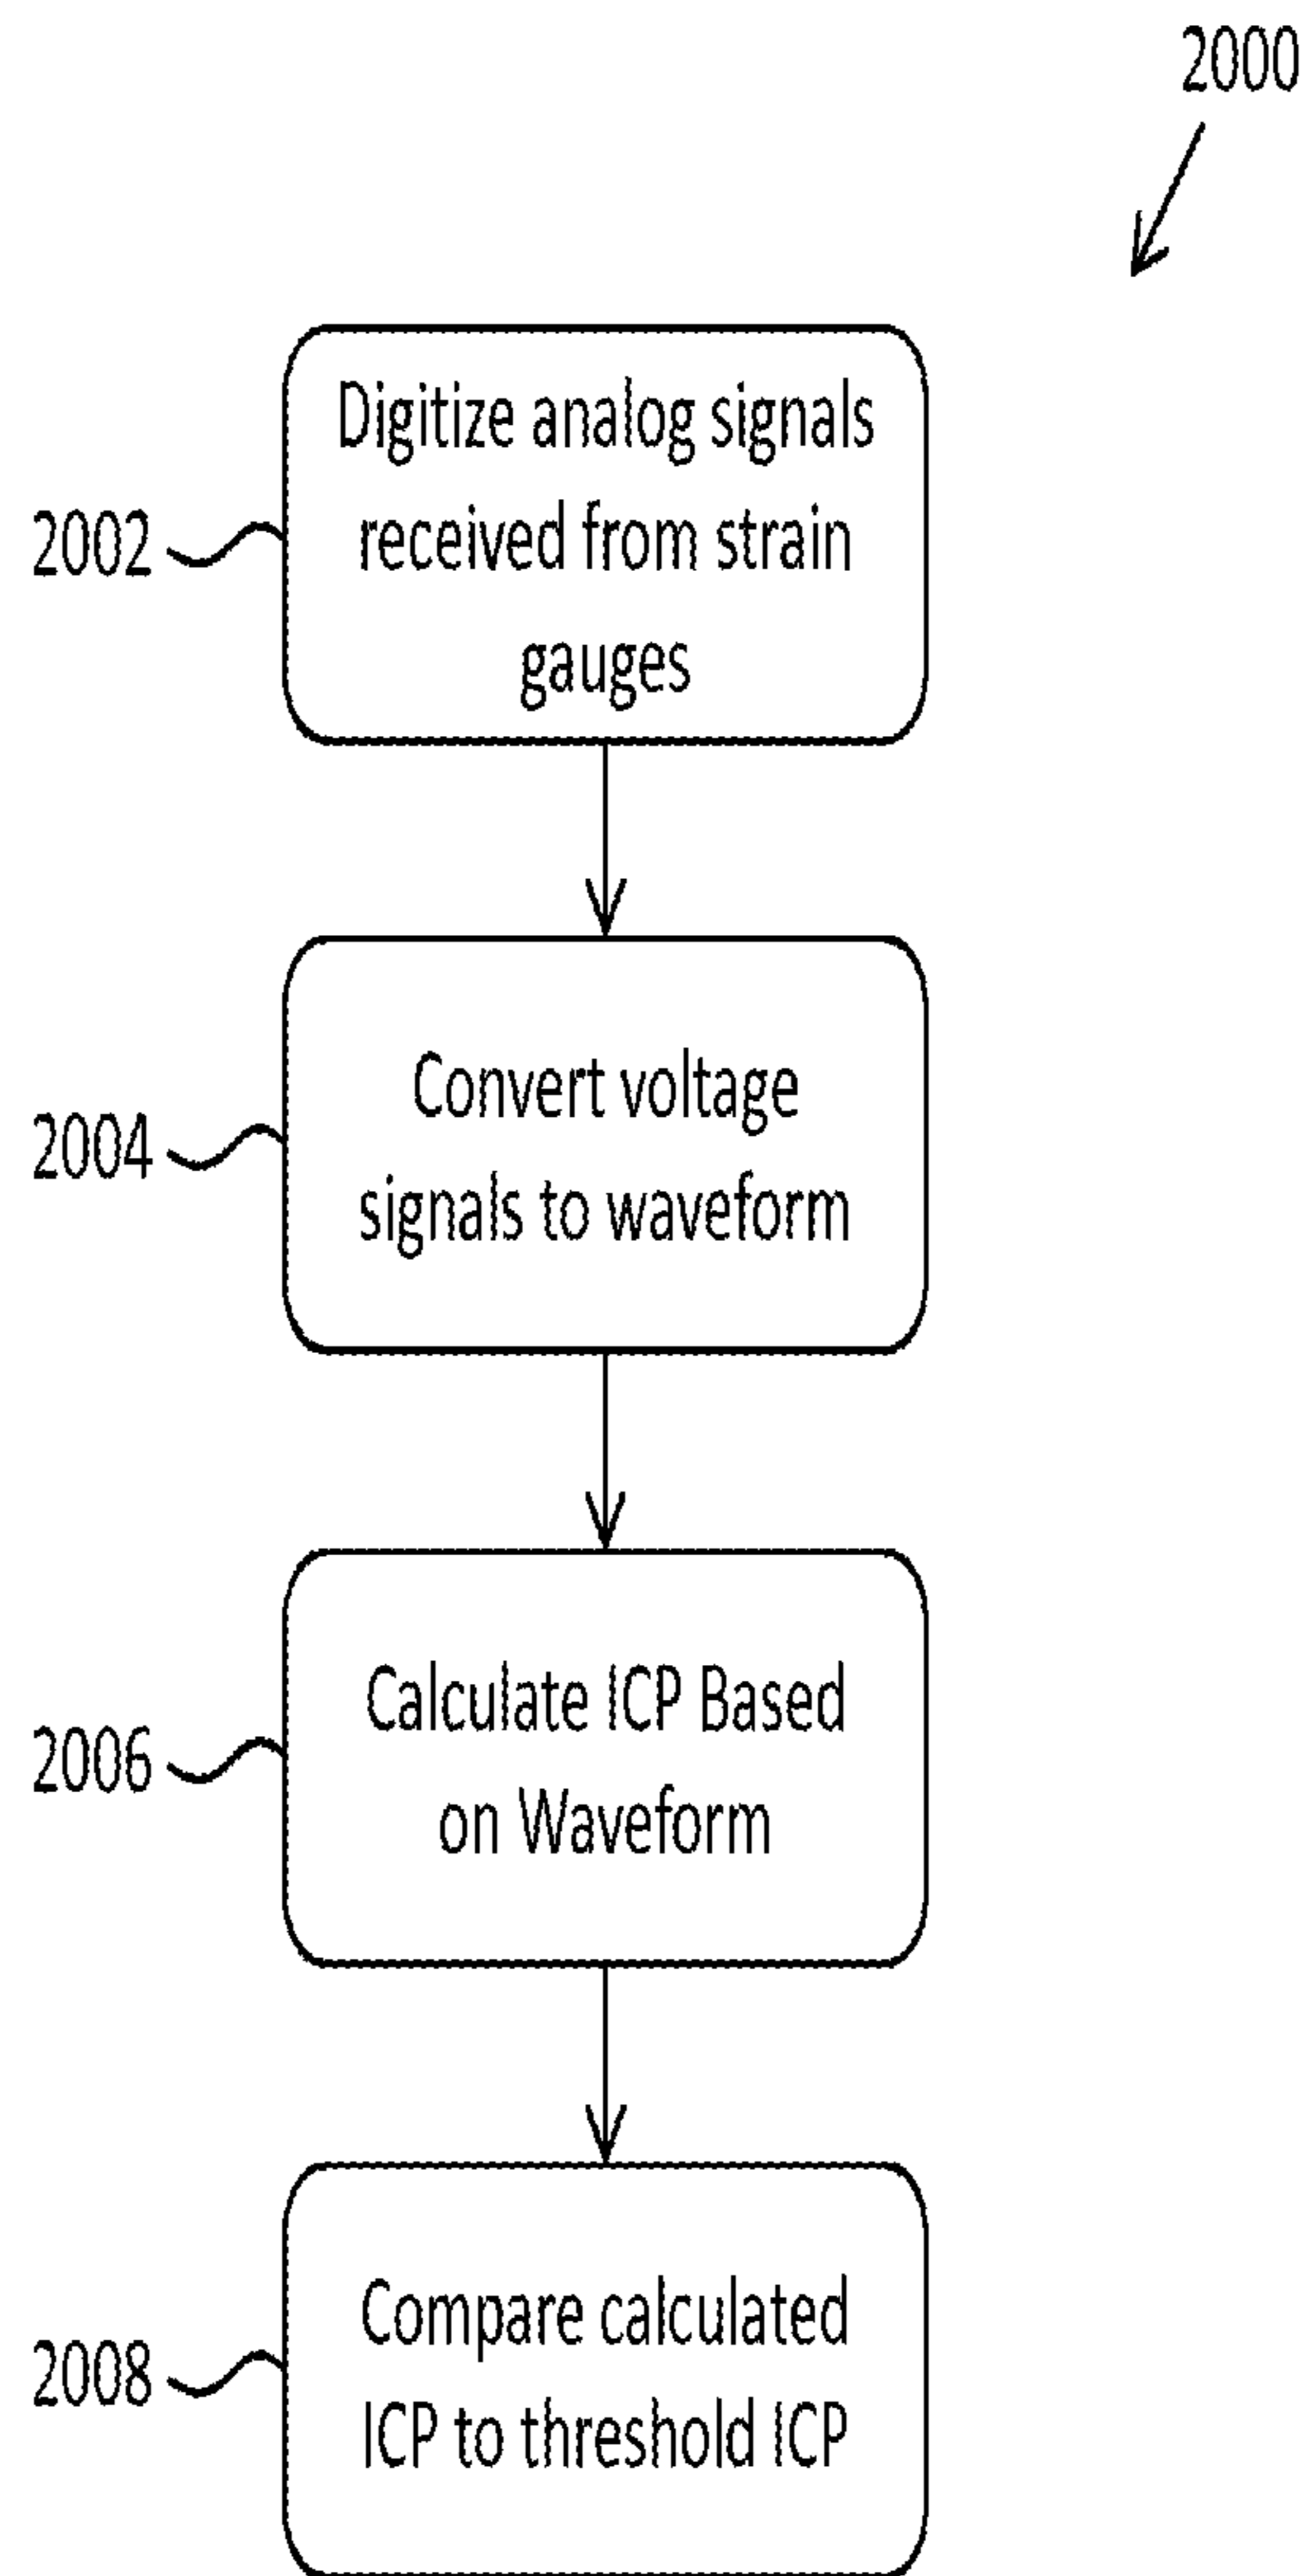 2000
Digitize analog signals
received from strain
gauges
2002
Convert voltage
signals to waveform
2004
Calculate ICP Based
on Waveform
2006
Compare calculated
ICP to threshold ICP
2008